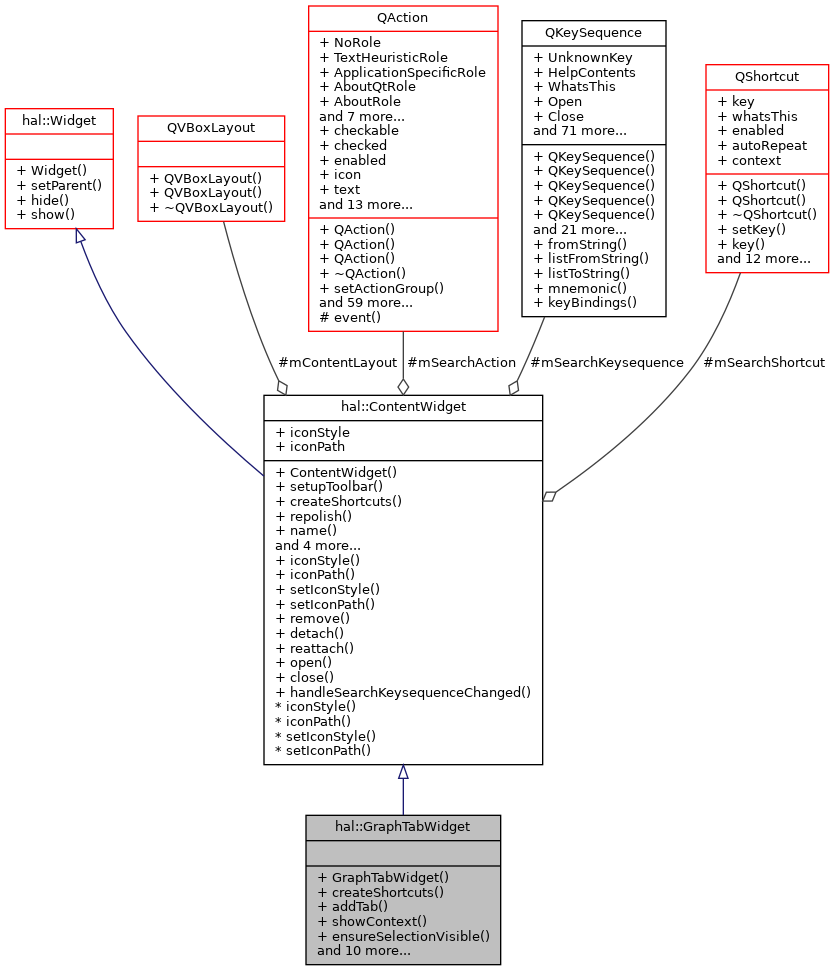 QAction
+ NoRole
+ TextHeuristicRole
+ ApplicationSpecificRole
+ AboutQtRole
+ AboutRole
and 7 more...
+ checkable
+ checked
+ enabled
+ icon
+ text
and 13 more...
+ QAction()
+ QAction()
+ QAction()
+ ~QAction()
+ setActionGroup()
and 59 more...
# event()
QKeySequence
+ UnknownKey
+ HelpContents
+ WhatsThis
+ Open
+ Close
and 71 more...
+ QKeySequence()
+ QKeySequence()
+ QKeySequence()
+ QKeySequence()
+ QKeySequence()
and 21 more...
+ fromString()
+ listFromString()
+ listToString()
+ mnemonic()
+ keyBindings()
QShortcut
+ key
+ whatsThis
+ enabled
+ autoRepeat
+ context
+ QShortcut()
+ QShortcut()
+ ~QShortcut()
+ setKey()
+ key()
and 12 more...
hal::Widget
+ Widget()
+ setParent()
+ hide()
+ show()
QVBoxLayout
+ QVBoxLayout()
+ QVBoxLayout()
+ ~QVBoxLayout()
#mContentLayout
#mSearchAction
#mSearchKeysequence
#mSearchShortcut
hal::ContentWidget
+ iconStyle
+ iconPath
+ ContentWidget()
+ setupToolbar()
+ createShortcuts()
+ repolish()
+ name()
and 4 more...
+ iconStyle()
+ iconPath()
+ setIconStyle()
+ setIconPath()
+ remove()
+ detach()
+ reattach()
+ open()
+ close()
+ handleSearchKeysequenceChanged()
* iconStyle()
* iconPath()
* setIconStyle()
* setIconPath()
hal::GraphTabWidget
+ GraphTabWidget()
+ createShortcuts()
+ addTab()
+ showContext()
+ ensureSelectionVisible()
and 10 more...